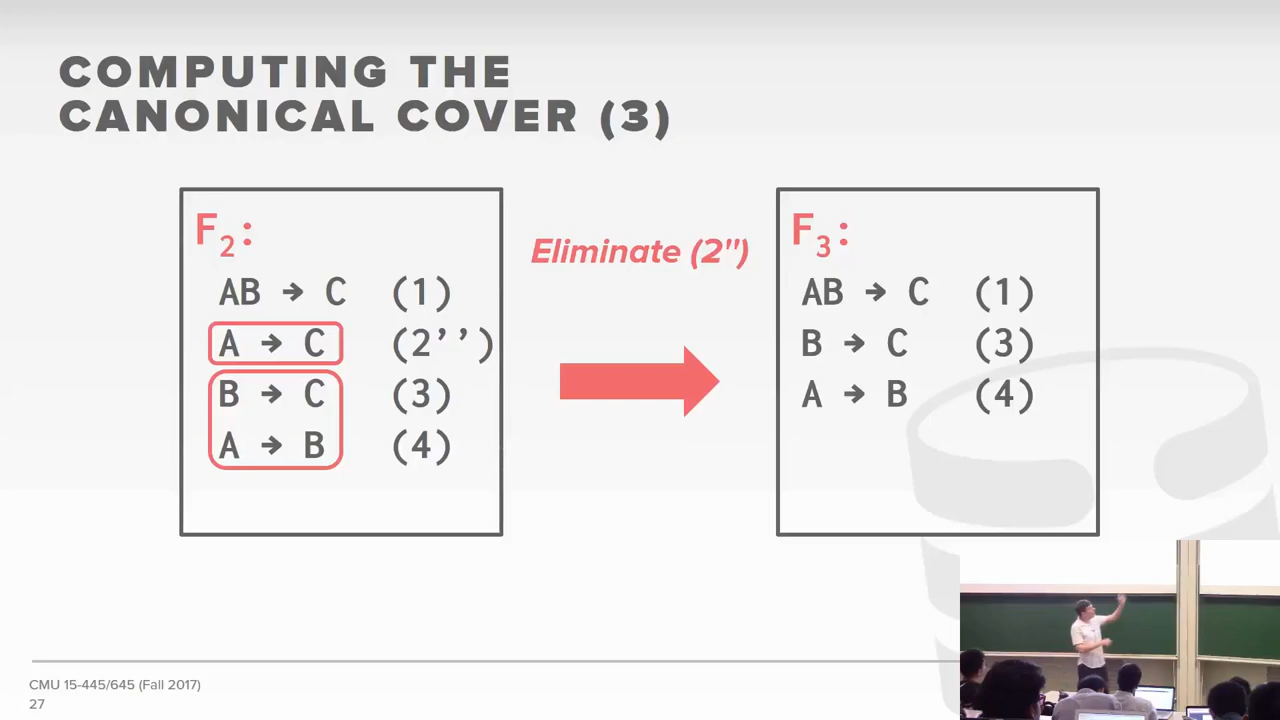 COMPUTING THE
CANONICAL COVER (3)
F2:
AB → C (1)
A → C (2’’)
B → C (3)
A → B (4)
Eliminate (2")
F3:
AB → C (1)
B → C (3)
A → B (4)
CMU 15-445/645 (Fall 2017)
27